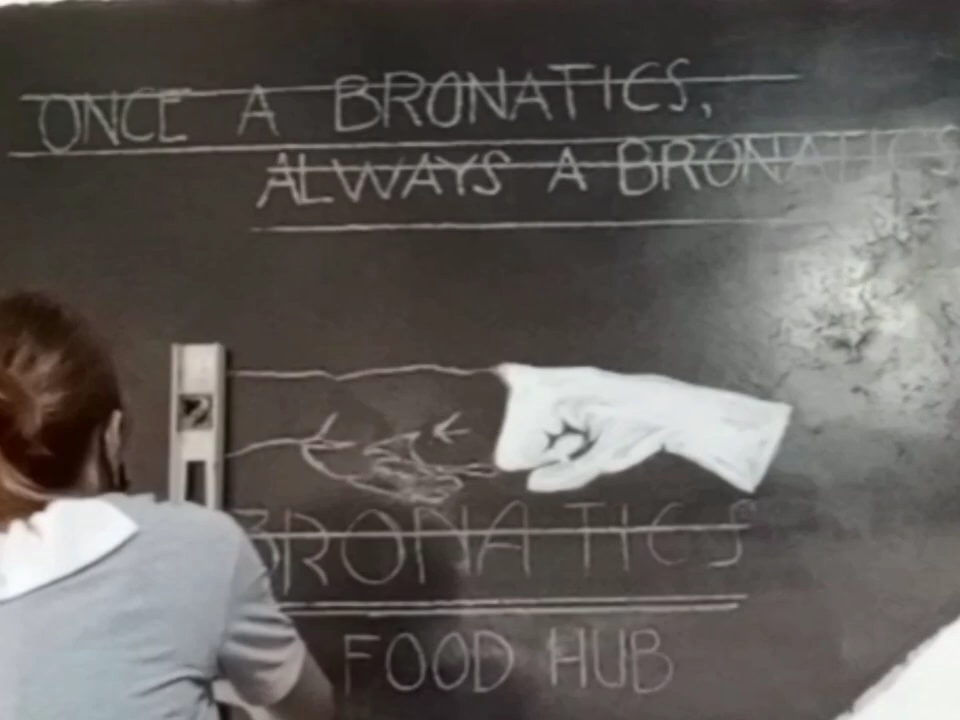 ONCE A BRONATICS,
ALWAYS A BRONATICS
BRONATICS
FOOD HUB